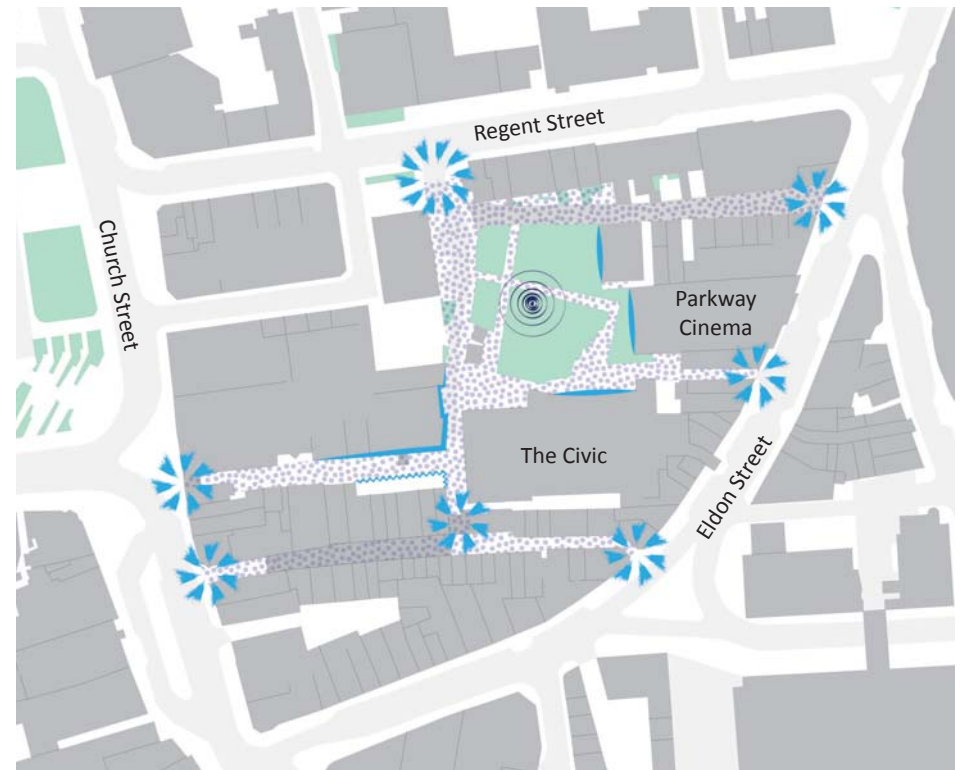 Regent Street
Church Street
Parkway
Cinema
The Civic
Eldon Street